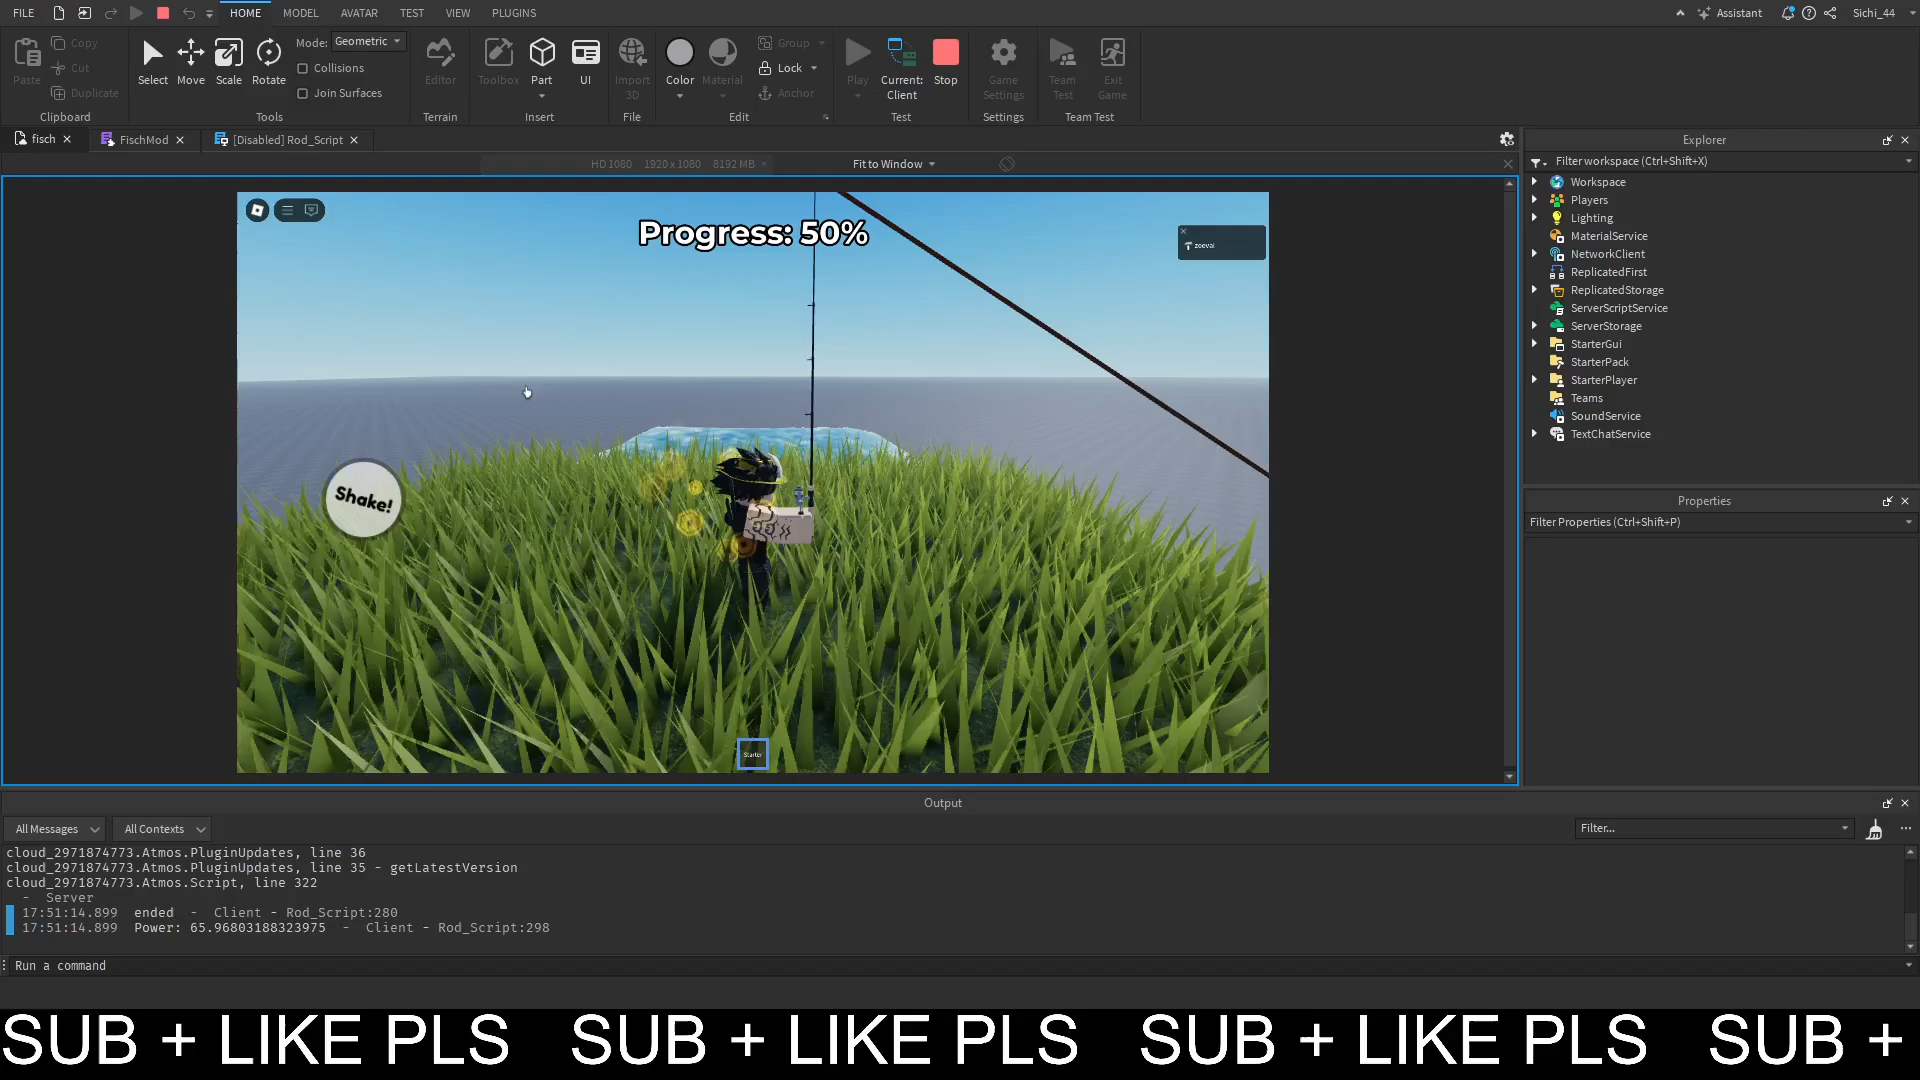 FILE HOME MODEL AVATAR TEST VIEW PLUGINS Assistant Sichi_44
Paste Copy Cut Duplicate
Clipboard
Select Move Scale Rotate
Mode: Geometric
Collisions
Join Surfaces
Tools
Editor
Terrain
Toolbox Part UI
Insert
Import 3D
File
Color Material
Group
Lock
Anchor
Edit
Play Current: Client Stop
Test
Game Settings
Settings
Team Test Exit Game
Team Test
fisch FischMod [Disabled] Rod_Script
HD 1080 1920 x 1080 8192 MB Fit to Window
Progress: 50%
zeevai
Shake!
Starter
Explorer
Filter workspace (Ctrl+Shift+X)
Workspace
Players
Lighting
MaterialService
NetworkClient
ReplicatedFirst
ReplicatedStorage
ServerScriptService
ServerStorage
StarterGui
StarterPack
StarterPlayer
Teams
SoundService
TextChatService
Properties
Filter Properties (Ctrl+Shift+P)
Output
All Messages All Contexts Filter...
cloud_2971874773.Atmos.PluginUpdates, line 36
cloud_2971874773.Atmos.PluginUpdates, line 35 - getLatestVersion
cloud_2971874773.Atmos.Script, line 322
- Server
17:51:14.899 ended - Client - Rod_Script:280
17:51:14.899 Power: 65.96803188323975 - Client - Rod_Script:298
Run a command
SUB + LIKE PLS SUB + LIKE PLS SUB + LIKE PLS SUB +